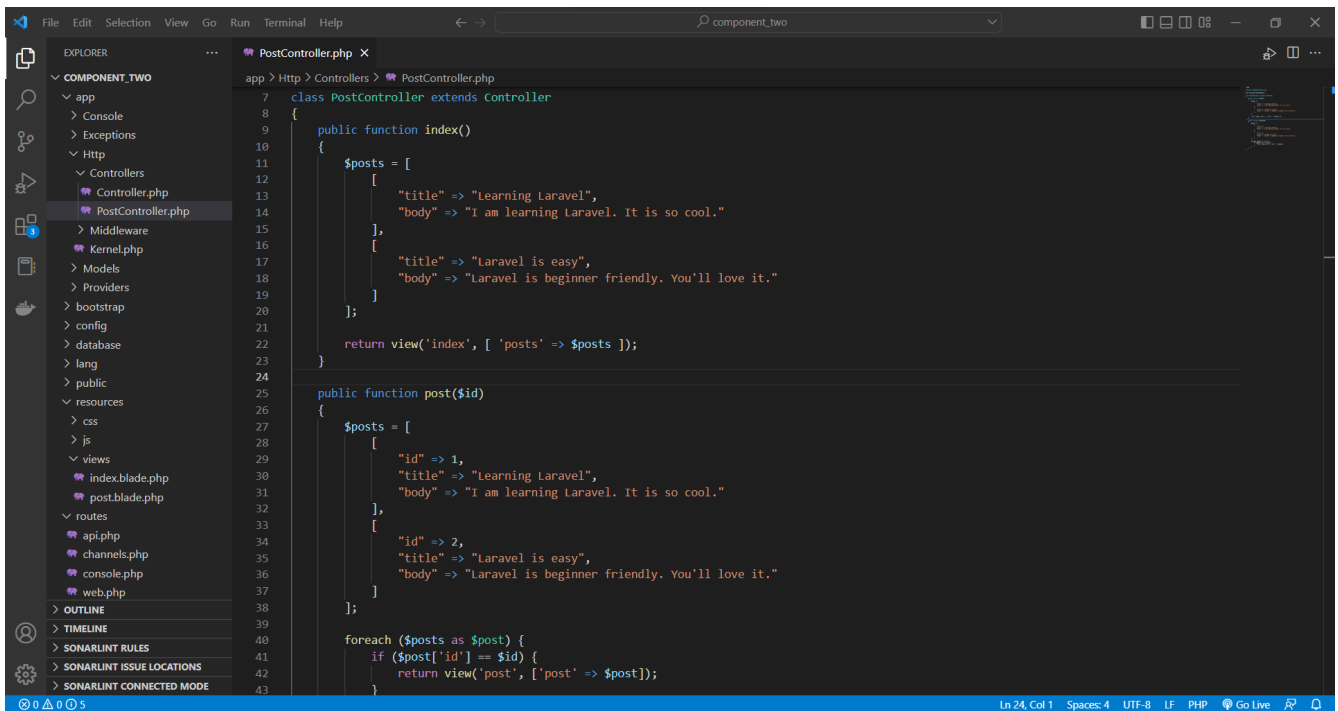 File Edit Selection View Go Run Terminal Help
component_two
EXPLORER
COMPONENT_TWO
app
Console
Exceptions
Http
Controllers
Controller.php
PostController.php
Middleware
Kernel.php
Models
Providers
bootstrap
config
database
lang
public
resources
css
js
views
index.blade.php
post.blade.php
routes
api.php
channels.php
console.php
web.php
OUTLINE
TIMELINE
SONARLINT RULES
SONARLINT ISSUE LOCATIONS
SONARLINT CONNECTED MODE
3
PostController.php
app > Http > Controllers > PostController.php
7 class PostController extends Controller
8 {
9 public function index()
10 {
11 $posts = [
12 [
13 "title" => "Learning Laravel",
14 "body" => "I am learning Laravel. It is so cool."
15 ],
16 [
17 "title" => "Laravel is easy",
18 "body" => "Laravel is beginner friendly. You'll love it."
19 ]
20 ];
21
22 return view('index', [ 'posts' => $posts ]);
23 }
24
25 public function post($id)
26 {
27 $posts = [
28 [
29 "id" => 1,
30 "title" => "Learning Laravel",
31 "body" => "I am learning Laravel. It is so cool."
32 ],
33 [
34 "id" => 2,
35 "title" => "Laravel is easy",
36 "body" => "Laravel is beginner friendly. You'll love it."
37 ]
38 ];
39
40 foreach ($posts as $post) {
41 if ($post['id'] == $id) {
42 return view('post', ['post' => $post]);
43 }
0 0 5
Ln 24, Col 1 Spaces: 4 UTF-8 LF PHP Go Live